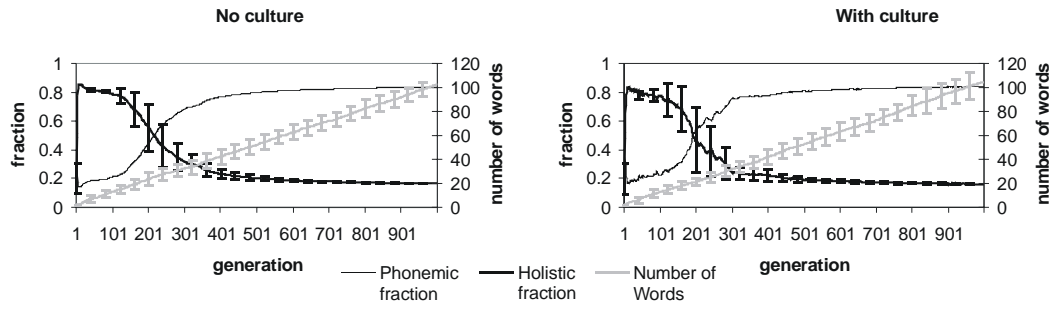 No culture
With culture
1
0.8
0.6
0.4
0.2
0
fraction
120
100
80
60
40
20
0
number of words
1 101 201 301 401 501 601 701 801 901
generation
1
0.8
0.6
0.4
0.2
0
fraction
120
100
80
60
40
20
0
number of words
1 101 201 301 401 501 601 701 801 901
generation
Phonemic
fraction
Holistic
fraction
Number of
Words